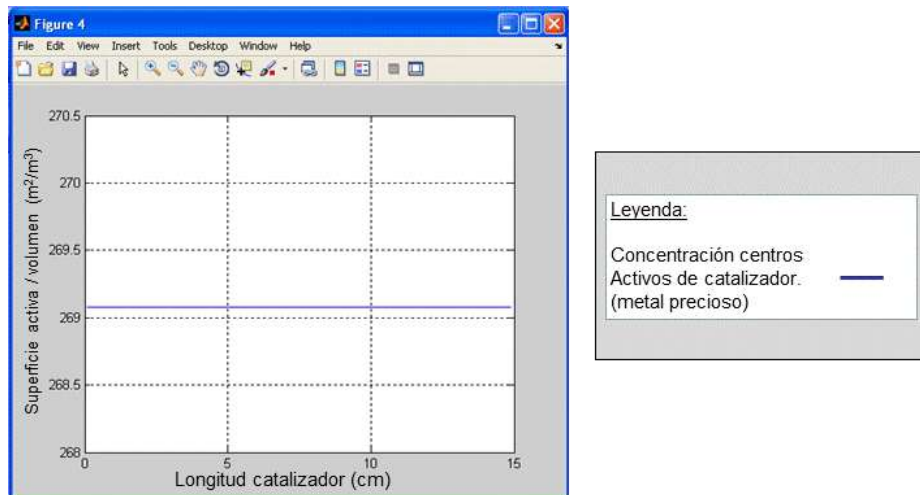 Figure 4
File Edit View Insert Tools Desktop Window Help
Superficie activa / volumen (m²/m³)
270.5
270
269.5
269
268.5
268
0 5 10 15
Longitud catalizador (cm)
Leyenda:
Concentración centros
Activos de catalizador.
(metal precioso)